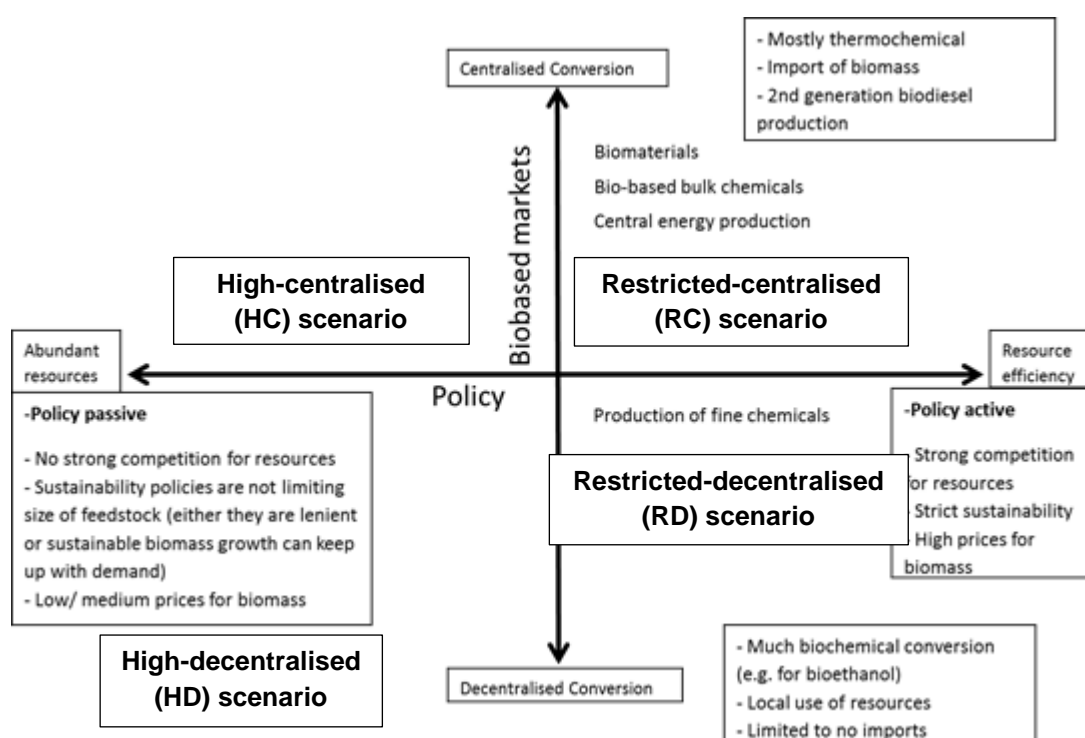 - Mostly thermochemical
- Import of biomass
- 2nd generation biodiesel
production
Centralised Conversion
Biobased markets
Biomaterials
Bio-based bulk chemicals
Central energy production
High-centralised
(HC) scenario
Restricted-centralised
(RC) scenario
Abundant
resources
Policy
Resource
efficiency
-Policy passive
- No strong competition for resources
- Sustainability policies are not limiting
size of feedstock (either they are lenient
or sustainable biomass growth can keep
up with demand)
- Low/ medium prices for biomass
Production of fine chemicals
-Policy active
- Strong competition
for resources
- Strict sustainability
- High prices for
biomass
Restricted-decentralised
(RD) scenario
High-decentralised
(HD) scenario
Decentralised Conversion
- Much biochemical conversion
(e.g. for bioethanol)
- Local use of resources
- Limited to no imports